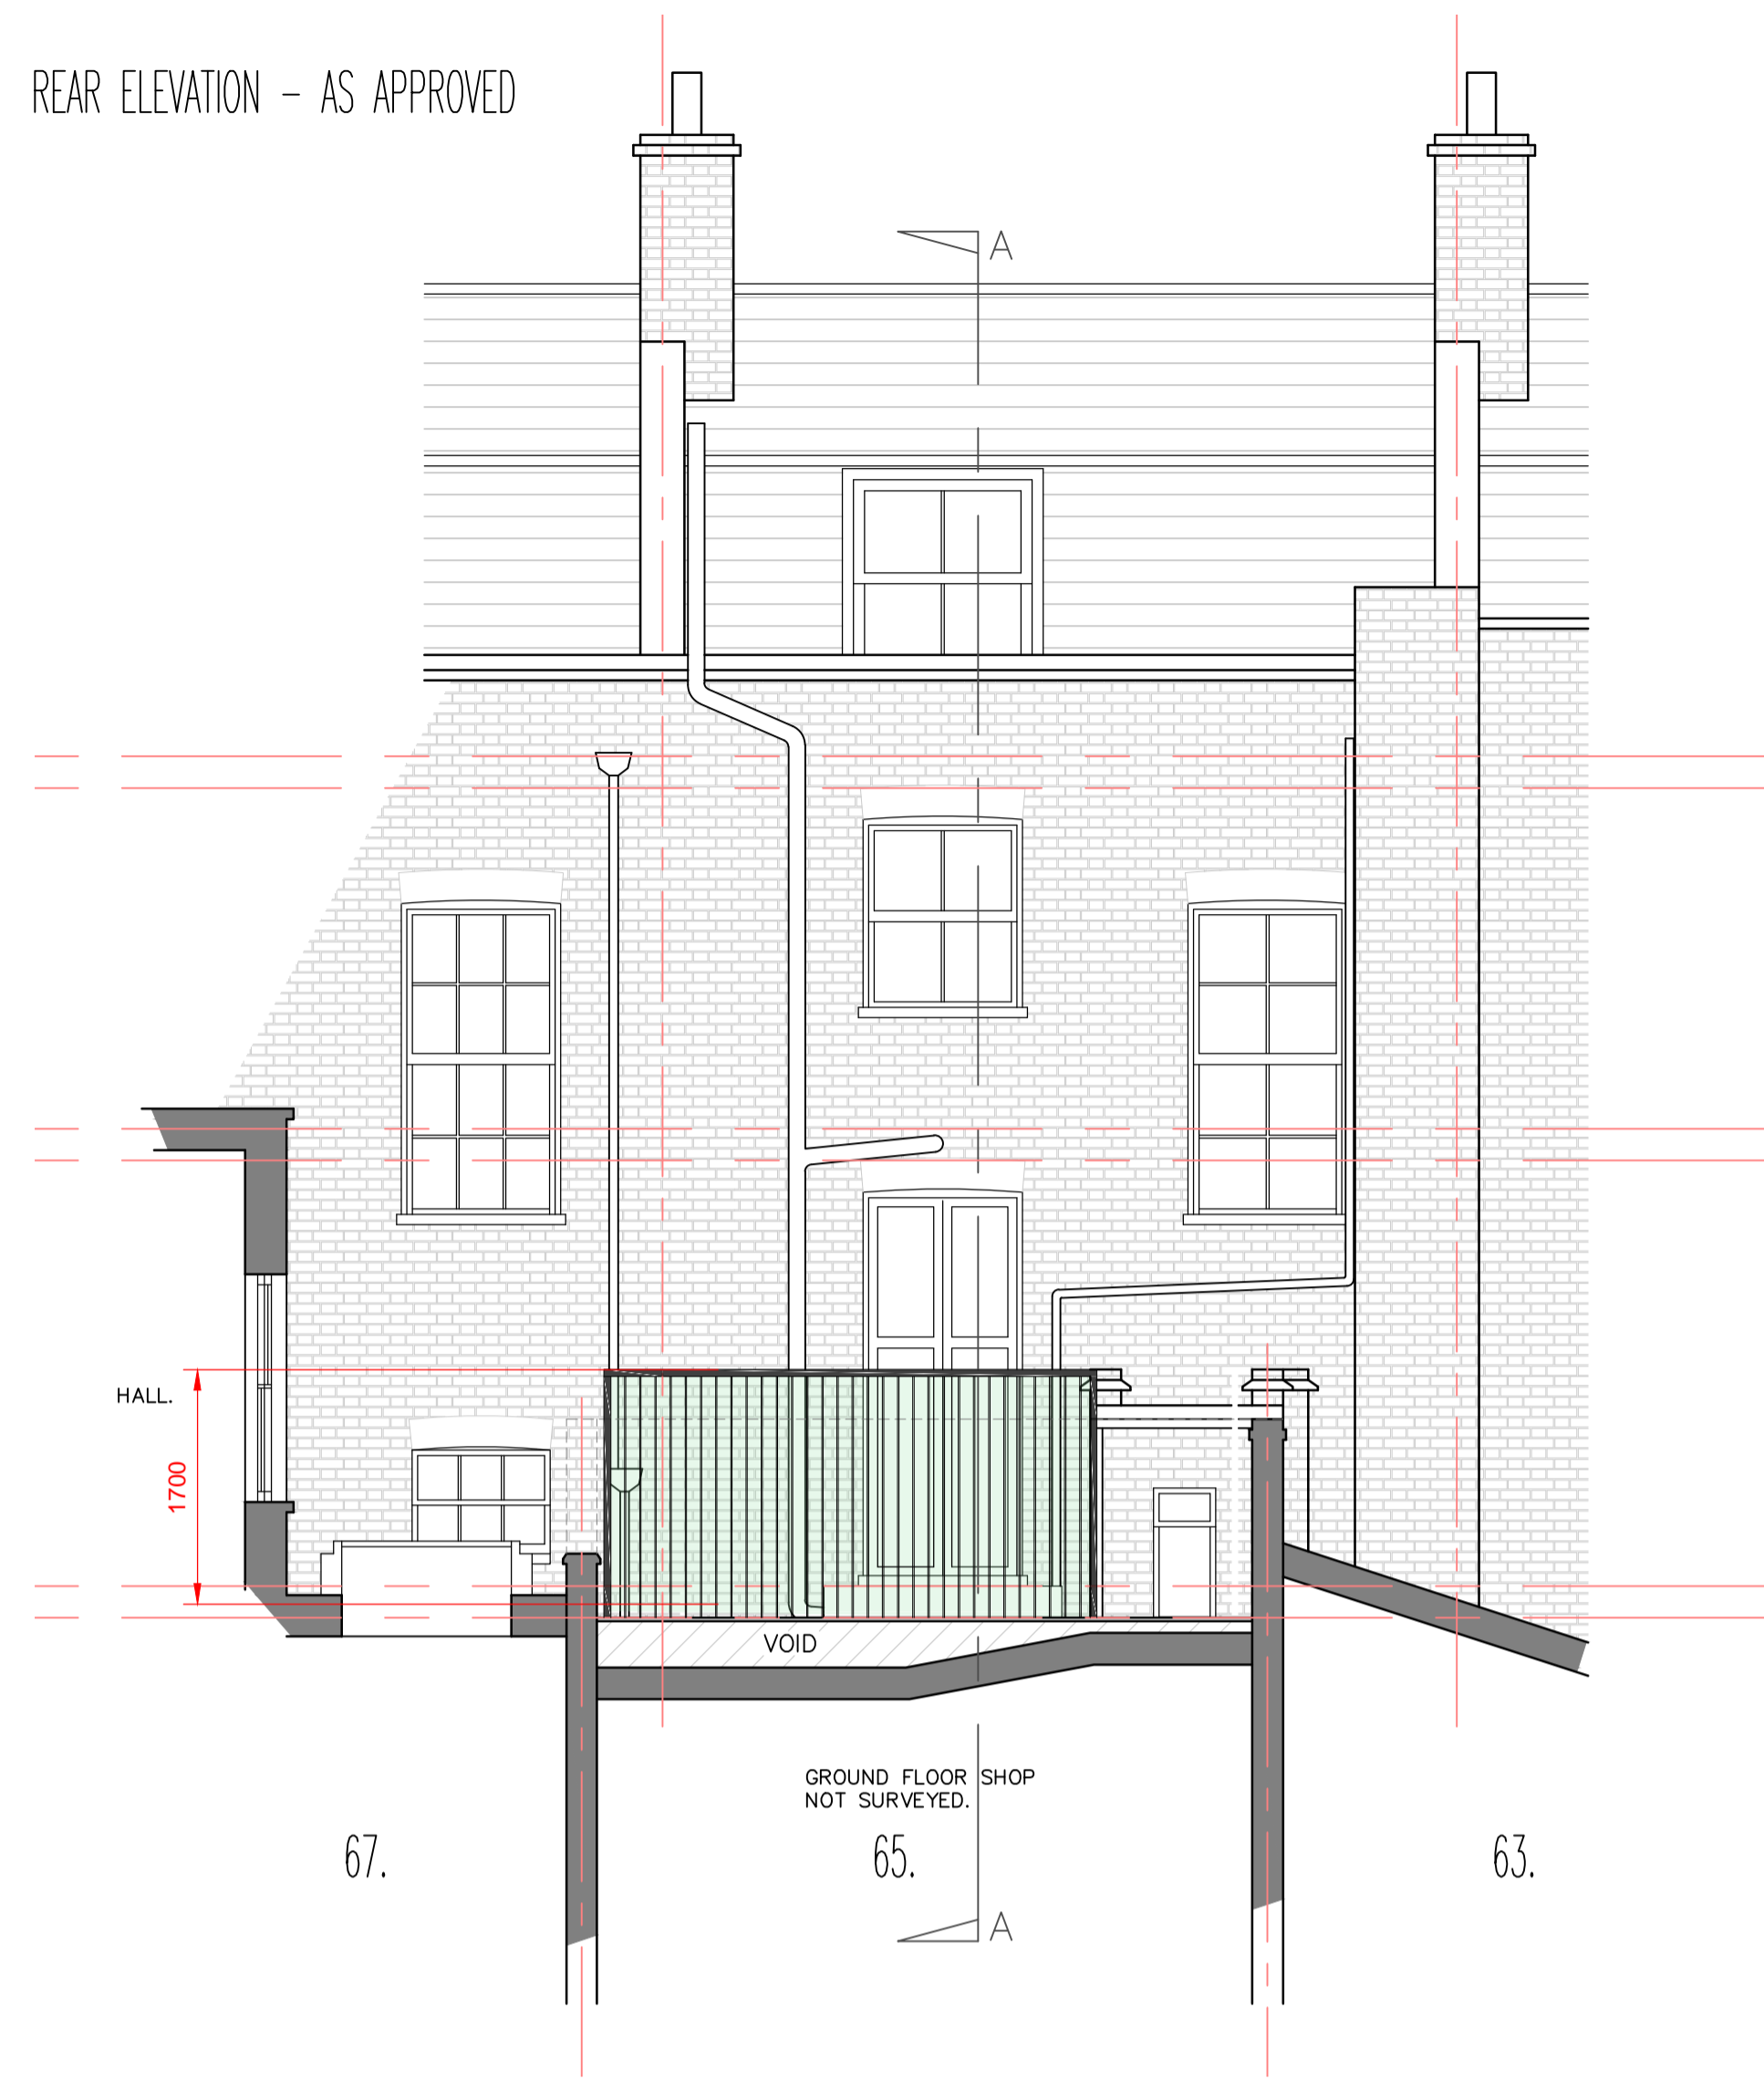 REAR ELEVATION – AS APPROVED
A
HALL.
1700
VOID
GROUND FLOOR SHOP
NOT SURVEYED.
67.
65.
63.
A